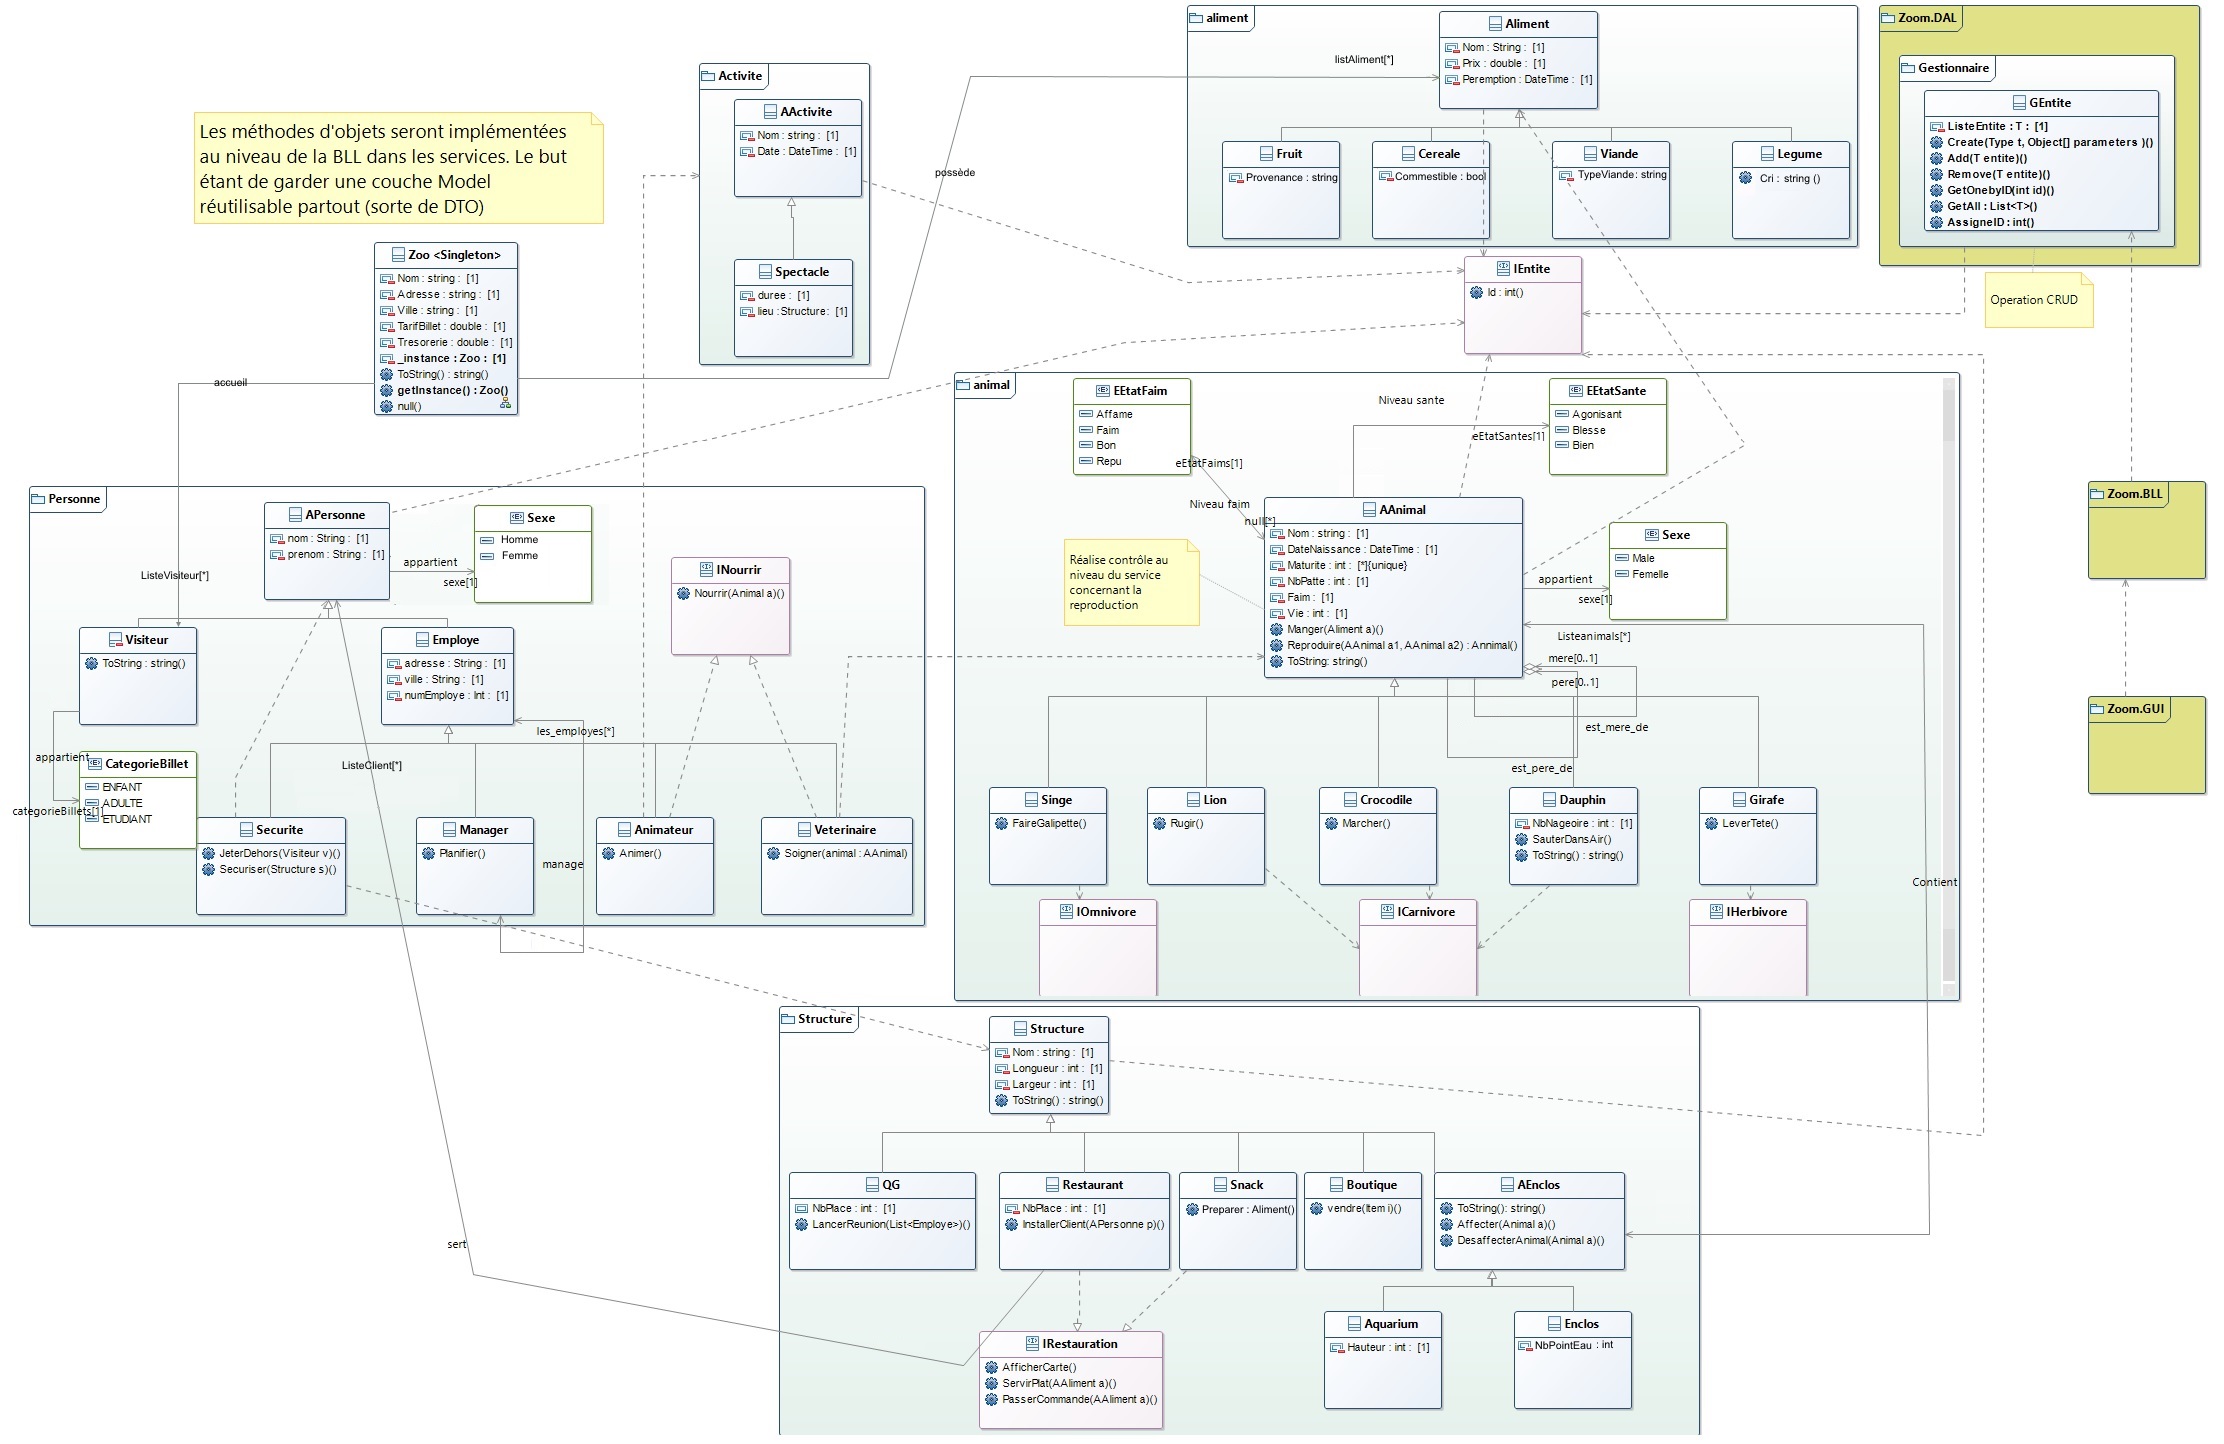 aliment
Aliment
Nom : String : [1]
Prix : double : [1]
Peremption : DateTime : [1]
listAliment[*]
Fruit
Provenance : string
Cereale
Commestible : bool
Viande
TypeViande : string
Legume
Cri : string ()
Zoom.DAL
Gestionnaire
GEntite
ListeEntite : T : [1]
Create(Type t, Object[] parameters )()
Add(T entite)()
Remove(T entite)()
GetOnebyID(int id)()
GetAll : List<T>()
AssigneID : int()
Operation CRUD
Activite
AActivite
Nom : string : [1]
Date : DateTime : [1]
Spectacle
duree : [1]
lieu :Structure : [1]
possède
Les méthodes d'objets seront implémentées
au niveau de la BLL dans les services. Le but
étant de garder une couche Model
réutilisable partout (sorte de DTO)
Zoo <Singleton>
Nom : string : [1]
Adresse : string : [1]
Ville : string : [1]
TarifBillet : double : [1]
Tresorerie : double : [1]
_instance : Zoo : [1]
ToString() : string()
getInstance() : Zoo()
null()
accueil
IEntite
Id : int()
animal
EEtatFaim
Affame
Faim
Bon
Repu
eEtatFaims[1]
Niveau faim
null[*]
Niveau sante
EEtatSante
Agonisant
Blesse
Bien
eEtatSantes[1]
AAnimal
Nom : string : [1]
DateNaissance : DateTime : [1]
Maturite : int : [*]{unique}
NbPatte : int : [1]
Faim : [1]
Vie : int : [1]
Manger(Aliment a)()
Reproduire(AAnimal a1, AAnimal a2) : Annimal()
ToString: string()
Réalise contrôle au
niveau du service
concernant la
reproduction
Sexe
Male
Femelle
appartient
sexe[1]
Listeanimals[*]
mere[0..1]
pere[0..1]
est_mere_de
est_pere_de
Singe
FaireGalipette()
Lion
Rugir()
Crocodile
Marcher()
Dauphin
NbNageoire : int : [1]
SauterDansAir()
ToString() : string()
Girafe
LeverTete()
IOmnivore
ICarnivore
IHerbivore
Contient
Zoom.BLL
Zoom.GUI
Personne
APersonne
nom : String : [1]
prenom : String : [1]
Sexe
Homme
Femme
appartient
sexe[1]
ListeVisiteur[*]
INourrir
Nourrir(Animal a)()
Visiteur
ToString : string()
Employe
adresse : String : [1]
ville : String : [1]
numEmploye : Int : [1]
les_employes[*]
ListeClient[*]
appartient
CategorieBillet
ENFANT
ADULTE
ETUDIANT
categorieBillets[1]
Securite
JeterDehors(Visiteur v)()
Securiser(Structure s)()
Manager
Planifier()
manage
Animateur
Animer()
Veterinaire
Soigner(animal : AAnimal)
sert
Structure
Structure
Nom : string : [1]
Longueur : int : [1]
Largeur : int : [1]
ToString() : string()
QG
NbPlace : int : [1]
LancerReunion(List<Employe>)()
Restaurant
NbPlace : int : [1]
InstallerClient(APersonne p)()
Snack
Preparer : Aliment()
Boutique
vendre(Item i)()
AEnclos
ToString(): string()
Affecter(Animal a)()
DesaffecterAnimal(Animal a)()
IRestauration
AfficherCarte()
ServirPlat(AAliment a)()
PasserCommande(AAliment a)()
Aquarium
Hauteur : int : [1]
Enclos
NbPointEau : int